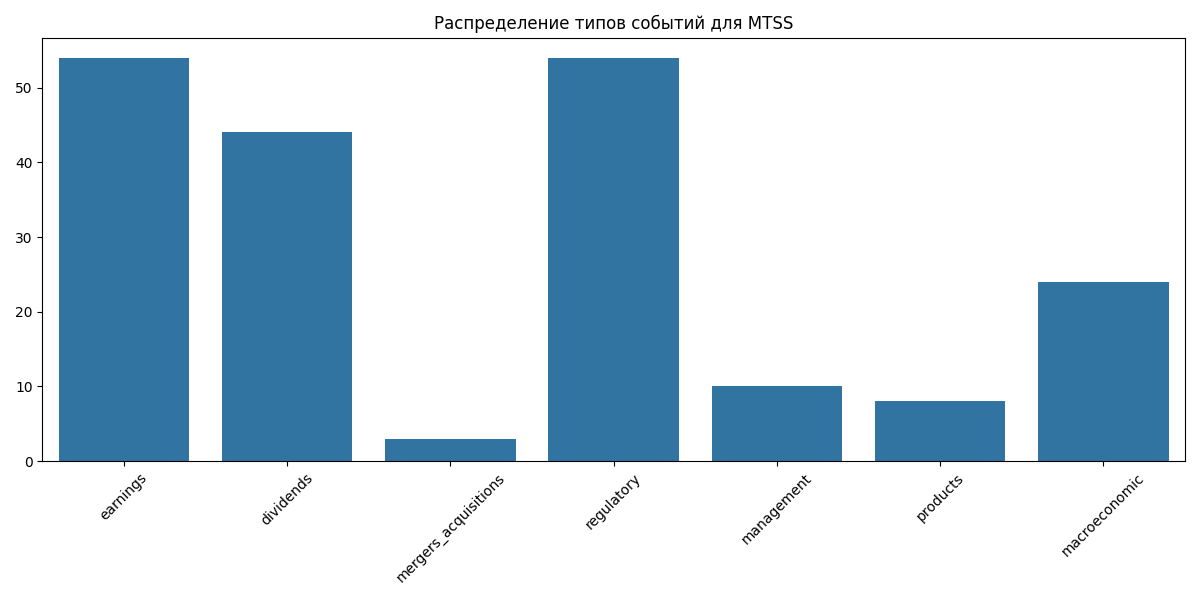 Распределение типов событий для MTSS
50
40
30
20
10
0
earnings
dividends
mergers_acquisitions
regulatory
management
products
macroeconomic